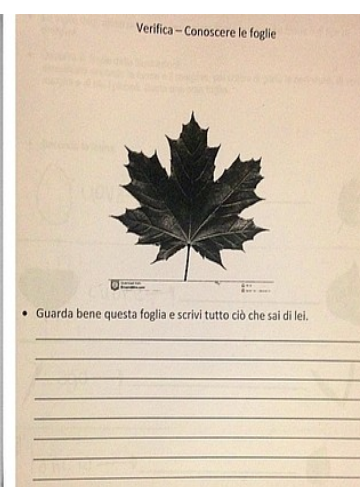 Verifica – Conoscere le foglie
• Guarda bene questa foglia e scrivi tutto ciò che sai di lei.